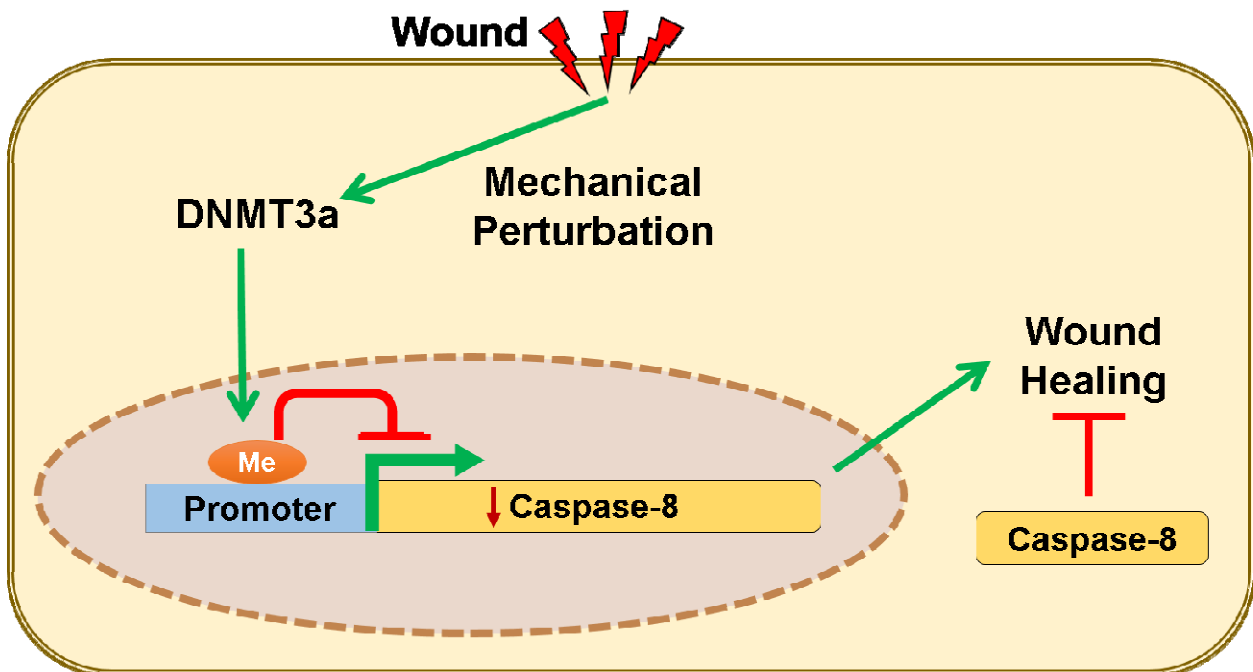 Wound
Mechanical
Perturbation
DNMT3a
Wound
Healing
Me
Promoter
Caspase-8
Caspase-8